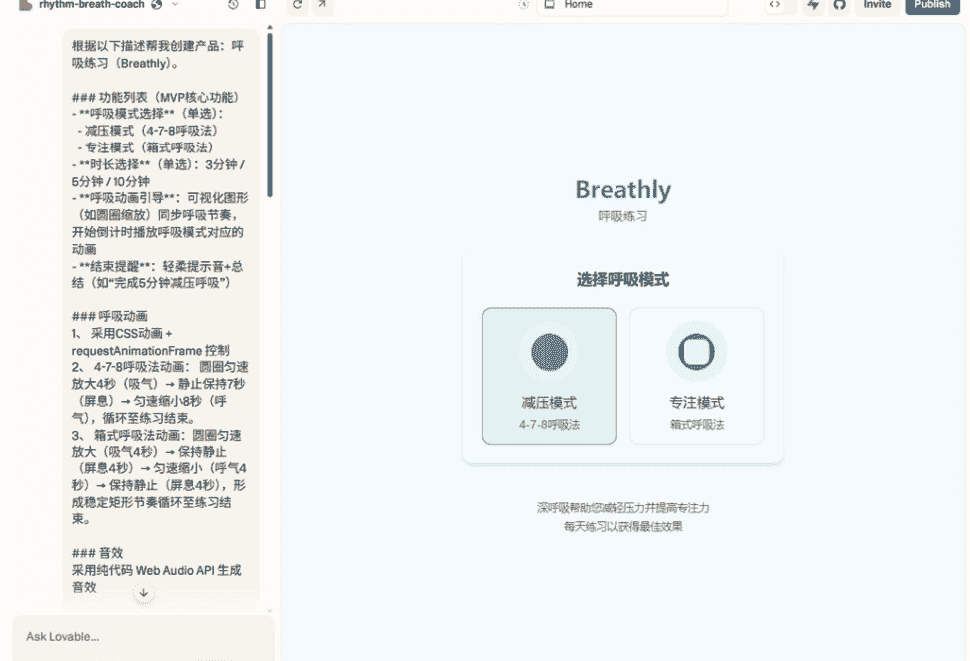 rhythm-breath-coach
Home
Invite
Publish
根据以下描述帮我创建产品：呼
吸练习（Breathly）。
### 功能列表（MVP核心功能）
- **呼吸模式选择**（单选）：
- 减压模式（4-7-8呼吸法）
- 专注模式（箱式呼吸法）
- **时长选择**（单选）：3分钟 /
5分钟 / 10分钟
- **呼吸动画引导**：可视化图形
（如圆圈缩放）同步呼吸节奏，
开始倒计时播放呼吸模式对应的
动画
- **结束提醒**：轻柔提示音+总
结（如“完成5分钟减压呼吸”）
### 呼吸动画
1、 采用CSS动画 +
requestAnimationFrame 控制
2、 4-7-8呼吸法动画： 圆圈匀速
放大4秒（吸气）→ 静止保持7秒
（屏息）→ 匀速缩小8秒（呼
气），循环至练习结束。
3、 箱式呼吸法动画：圆圈匀速
放大（吸气4秒）→ 保持静止
（屏息4秒）→ 匀速缩小（呼气4
秒）→ 保持静止（屏息4秒），形
成稳定矩形节奏循环至练习结
束。
### 音效
采用纯代码 Web Audio API 生成
音效
Ask Lovable...
Breathly
呼吸练习
选择呼吸模式
减压模式
4-7-8呼吸法
专注模式
箱式呼吸法
深呼吸帮助您减轻压力并提高专注力
每天练习以获得最佳效果